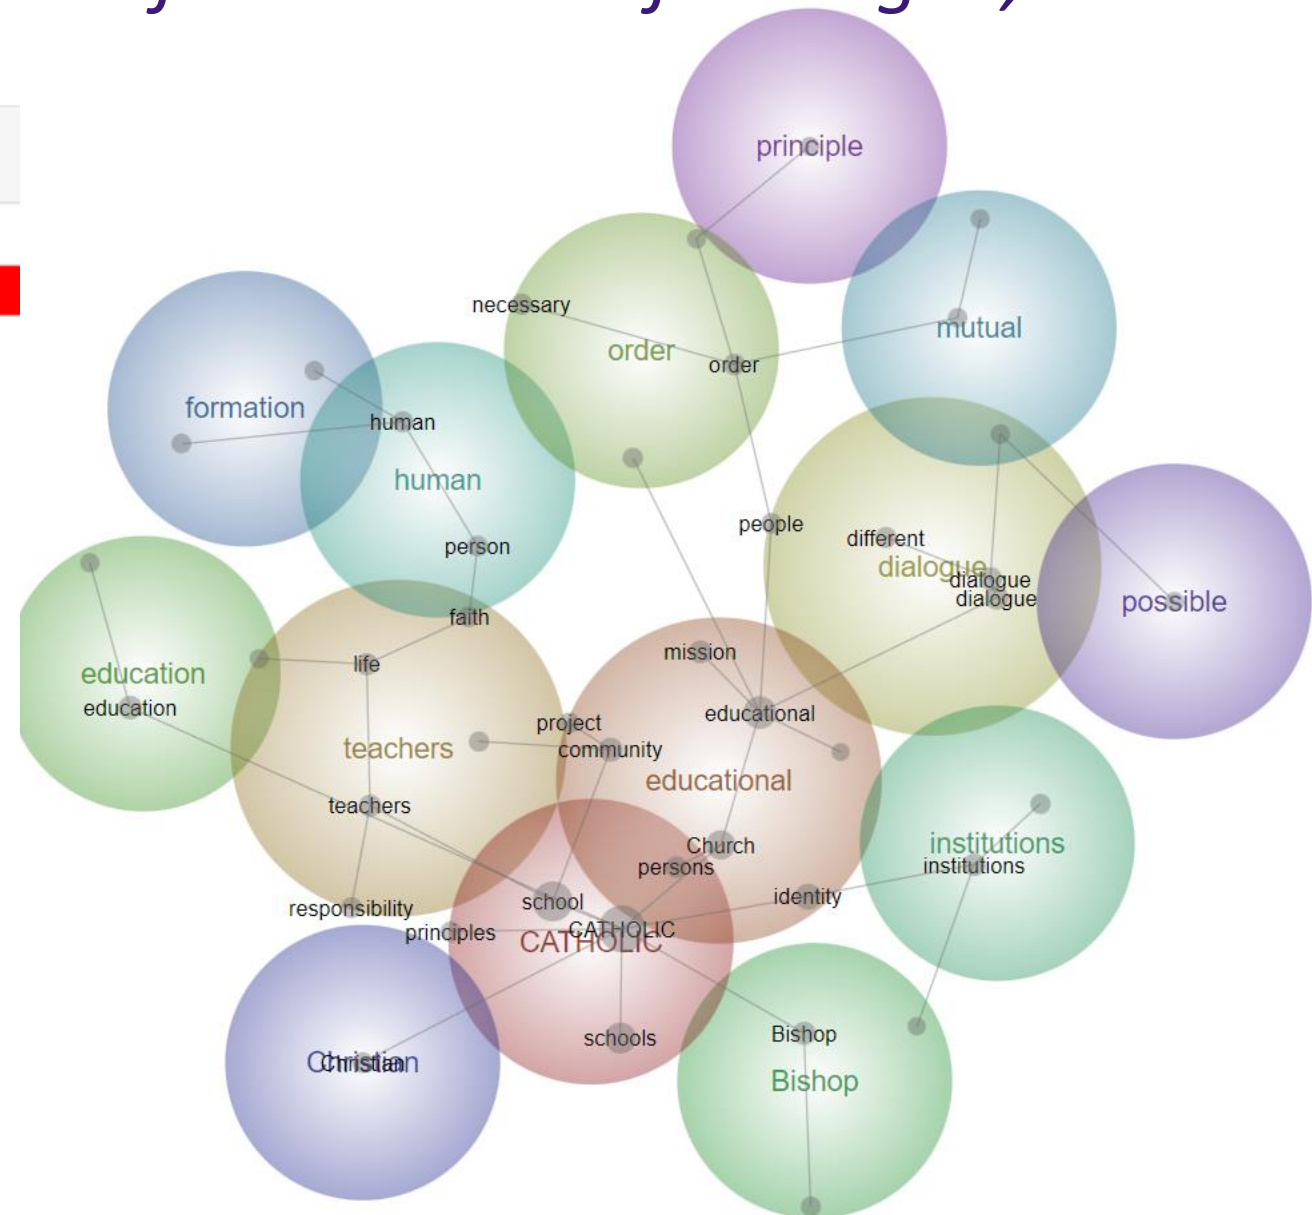 principle
necessary
mutual
order
order
formation
human
human
people
different
person
dialogue
dialogue
dialogue
possible
faith
mission
life
education
education
educational
project
teachers
community
educational
teachers
institutions
Church
institutions
persons
identity
school
responsibility
CATHOLIC
principles
CATHOLIC
Bishop
schools
Christian
Christian
Bishop